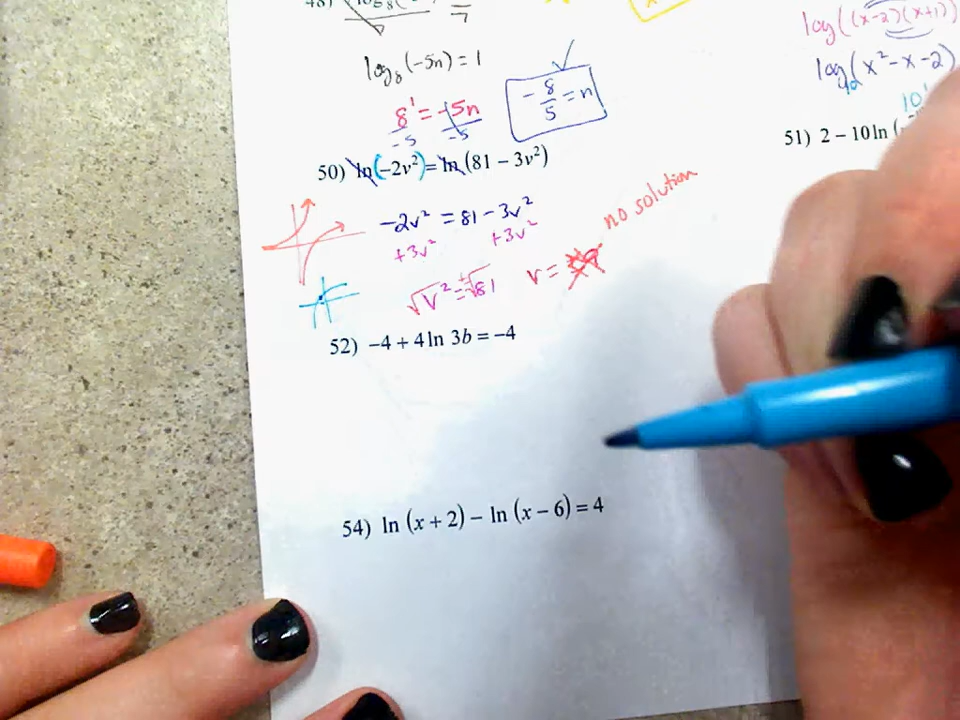 log₈(-5n) = 1
8¹ = -5n
-5 -5
-8/5 = n
50) ln(-2v²) = ln(81 - 3v²)
-2v² = 81 - 3v²
+3v² +3v²
√v² = ±√81
v =
no solution
52) -4 + 4 ln 3b = -4
54) ln (x + 2) - ln (x - 6) = 4
log((x-2)(x+1))
log(x² - x - 2)
51) 2 - 10 ln (